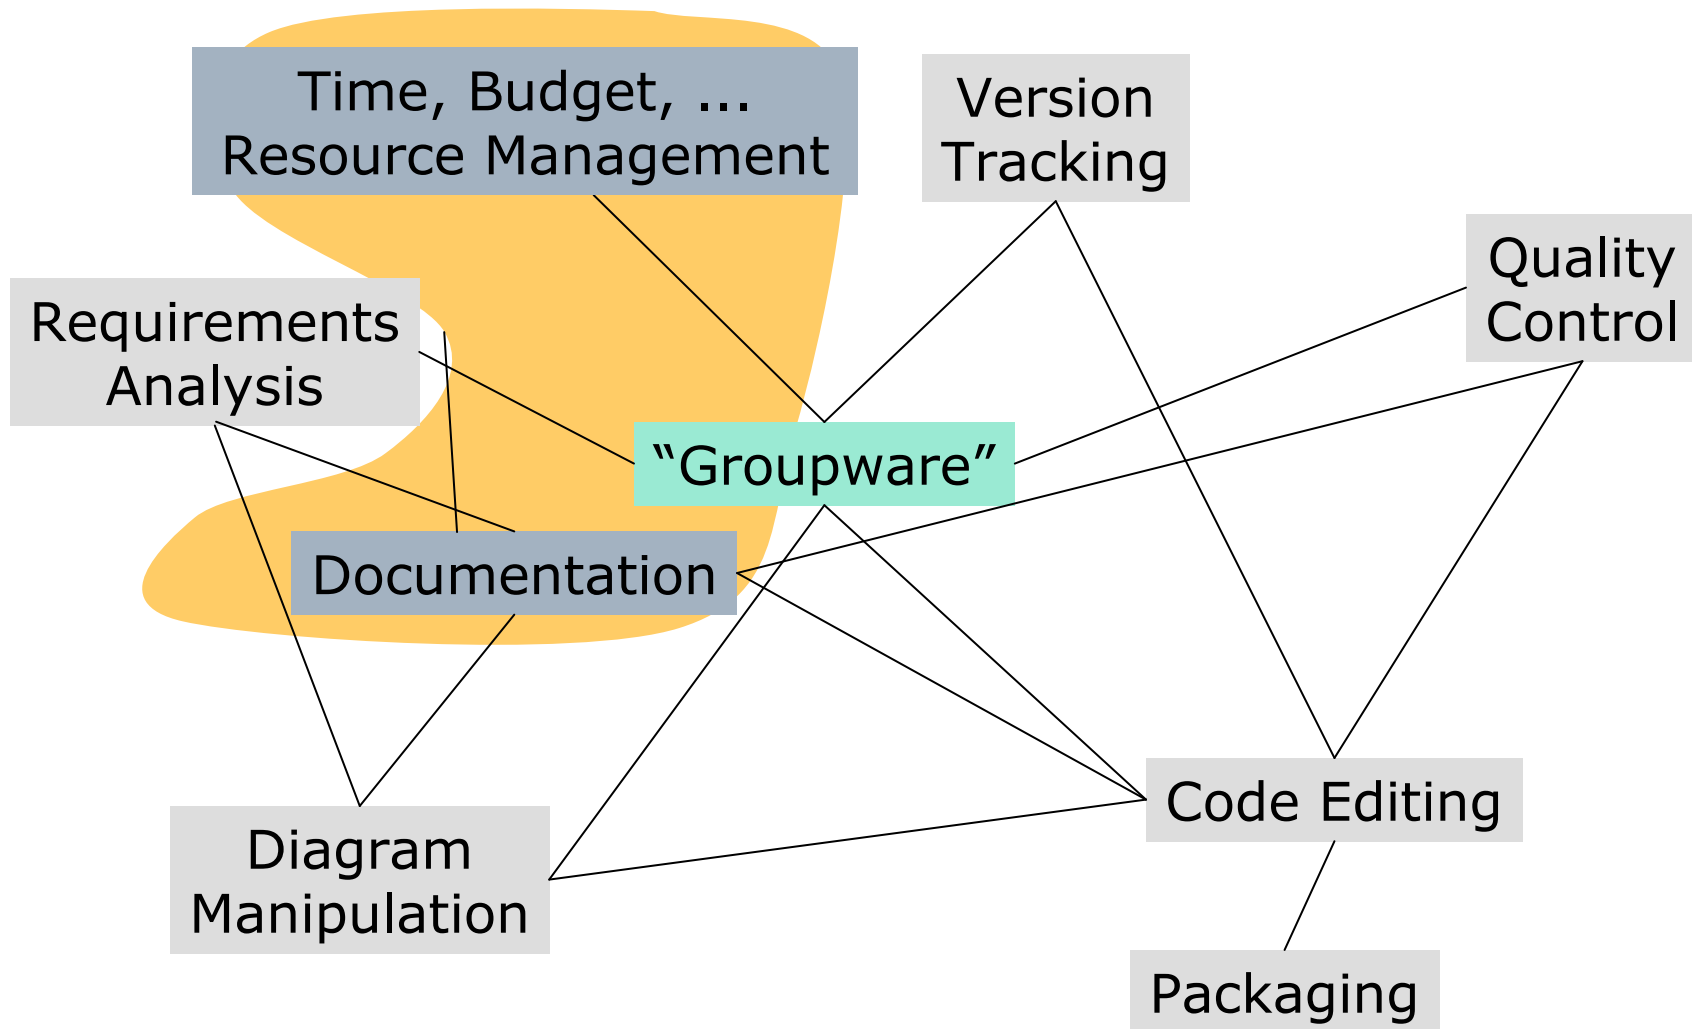 Time, Budget, ...
Resource Management
Version
Tracking
Quality
Control
Requirements
Analysis
“Groupware”
Documentation
Code Editing
Diagram
Manipulation
Packaging